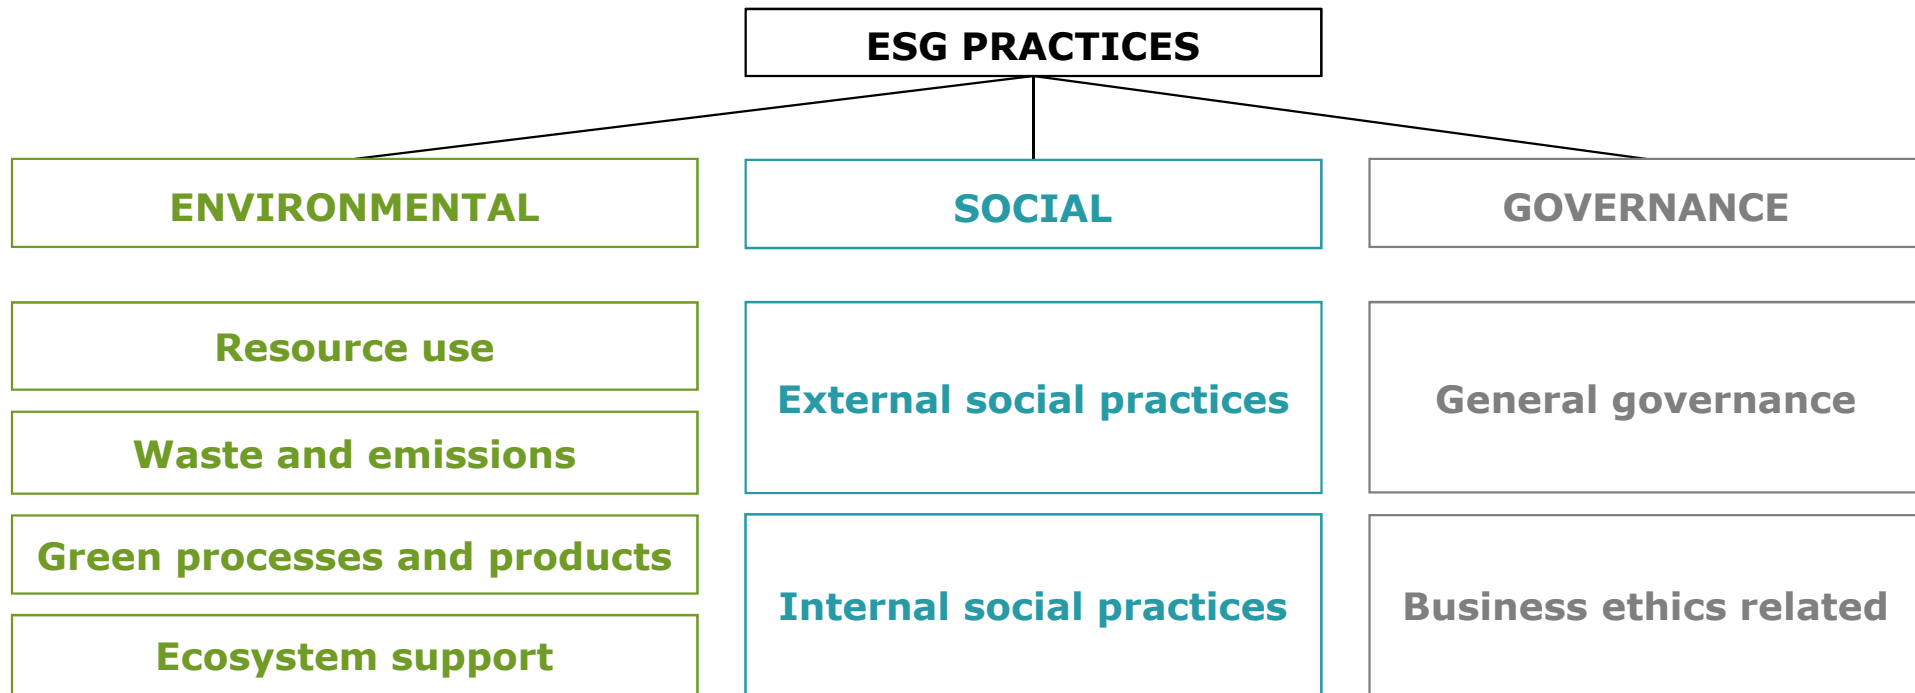 ESG PRACTICES
ENVIRONMENTAL
SOCIAL
GOVERNANCE
Resource use
Waste and emissions
Green processes and products
Ecosystem support
External social practices
Internal social practices
General governance
Business ethics related